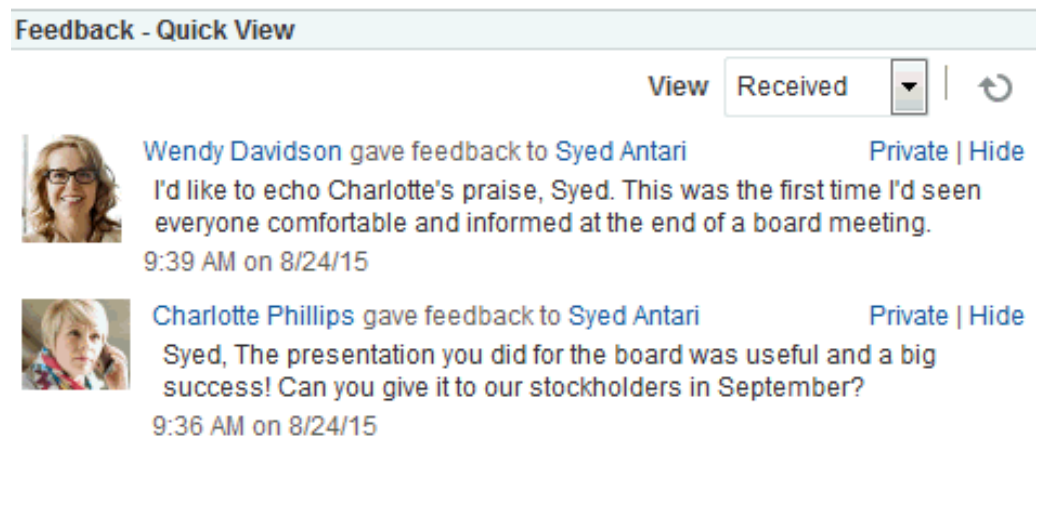 Feedback - Quick View
View Received
Wendy Davidson gave feedback to Syed Antari Private | Hide
I'd like to echo Charlotte's praise, Syed. This was the first time I'd seen
everyone comfortable and informed at the end of a board meeting.
9:39 AM on 8/24/15
Charlotte Phillips gave feedback to Syed Antari Private | Hide
Syed, The presentation you did for the board was useful and a big
success! Can you give it to our stockholders in September?
9:36 AM on 8/24/15